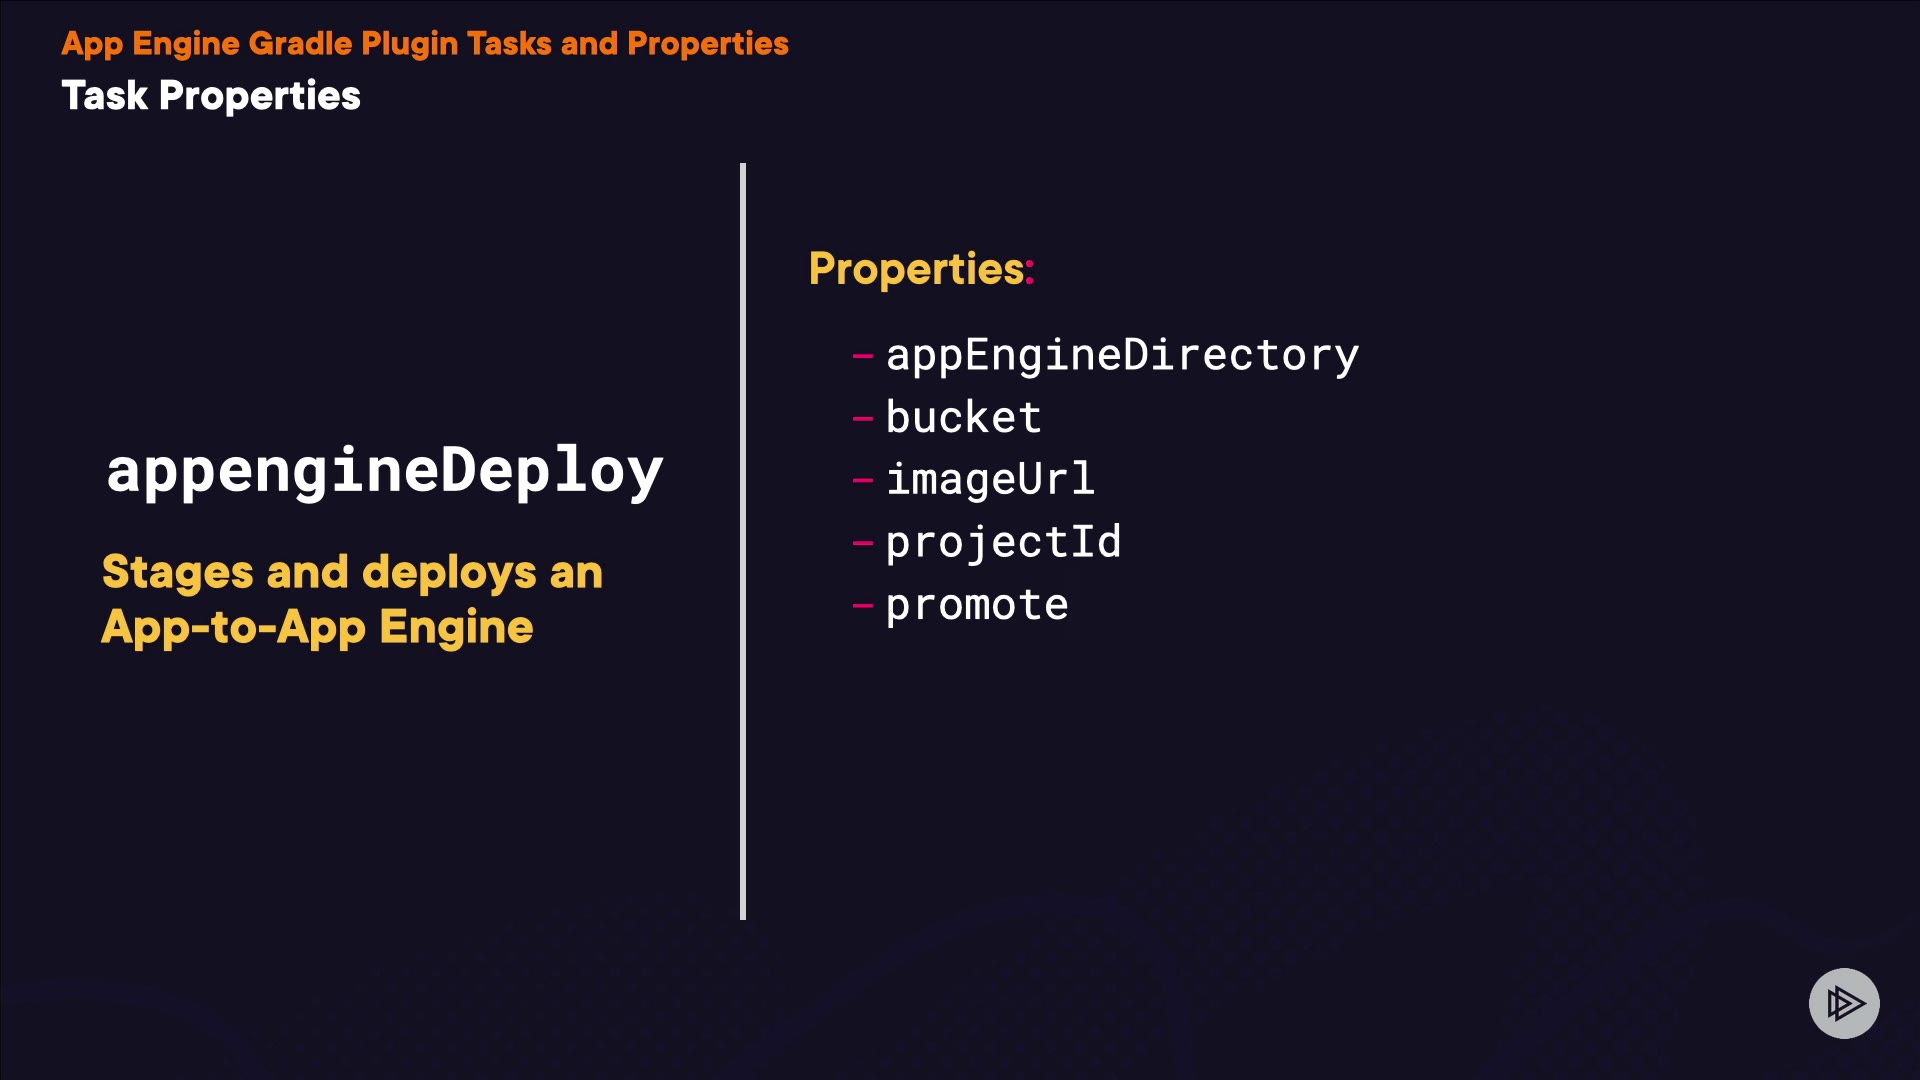 App Engine Gradle Plugin Tasks and Properties
Task Properties
appengineDeploy
Stages and deploys an
App-to-App Engine
Properties:
– appEngineDirectory
– bucket
– imageUrl
– projectId
– promote